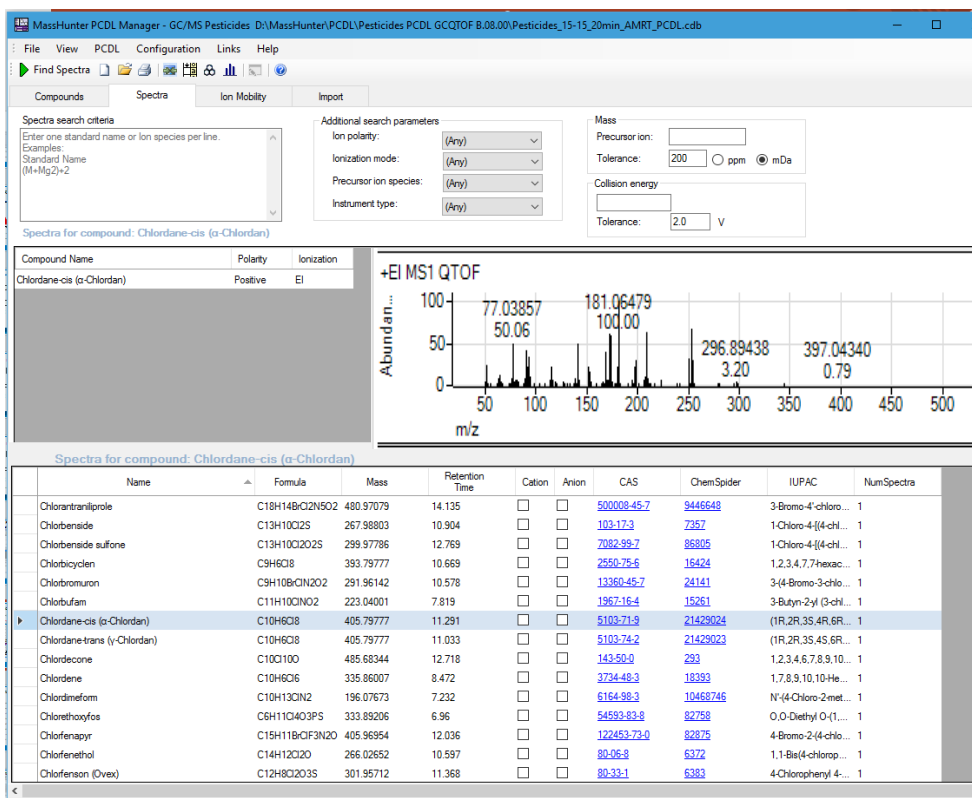 MassHunter PCDL Manager - GC/MS Pesticides D:\MassHunter\PCDL\Pesticides PCDL GCQTOF B.08.00\Pesticides_15-15_20min_AMRT_PCDL.cdb
File View PCDL Configuration Links Help
Find Spectra
Compounds Spectra Ion Mobility Import
Spectra search criteria
Enter one standard name or Ion species per line.
Examples:
Standard Name
(M+Mg2)+2
Additional search parameters
Ion polarity: (Any)
Ionization mode: (Any)
Precursor ion species: (Any)
Instrument type: (Any)
Mass
Precursor ion:
Tolerance: 200 ppm mDa
Collision energy
Tolerance: 2.0 V
Spectra for compound: Chlordane-cis (α-Chlordan)
Compound Name Polarity Ionization
Chlordane-cis (α-Chlordan) Positive EI
+EI MS1 QTOF
Abundan...
100
50
0
77.03857
50.06
181.06479
100.00
296.89438
3.20
397.04340
0.79
50 100 150 200 250 300 350 400 450 500
m/z
Spectra for compound: Chlordane-cis (α-Chlordan)
Name Formula Mass Retention Time Cation Anion CAS ChemSpider IUPAC NumSpectra
Chlorantraniliprole C18H14BrCl2N5O2 480.97079 14.135 500008-45-7 9446648 3-Bromo-4'-chloro... 1
Chlorbenside C13H10Cl2S 267.98803 10.904 103-17-3 7357 1-Chloro-4-[(4-chl... 1
Chlorbenside sulfone C13H10Cl2O2S 299.97786 12.769 7082-99-7 86805 1-Chloro-4-[(4-chl... 1
Chlorbicyclen C9H6Cl8 393.79777 10.669 2550-75-6 16424 1,2,3,4,7,7-hexac... 1
Chlorbromuron C9H10BrClN2O2 291.96142 10.578 13360-45-7 24141 3-(4-Bromo-3-chlo... 1
Chlorbufam C11H10ClNO2 223.04001 7.819 1967-16-4 15261 3-Butyn-2-yl (3-chl... 1
Chlordane-cis (α-Chlordan) C10H6Cl8 405.79777 11.291 5103-71-9 21429024 (1R,2R,3S,4R,6R... 1
Chlordane-trans (γ-Chlordan) C10H6Cl8 405.79777 11.033 5103-74-2 21429023 (1R,2R,3S,4S,6R... 1
Chlordecone C10Cl10O 485.68344 12.718 143-50-0 293 1,2,3,4,6,7,8,9,10... 1
Chlordene C10H6Cl6 335.86007 8.472 3734-48-3 18393 1,7,8,9,10,10-He... 1
Chlordimeform C10H13ClN2 196.07673 7.232 6164-98-3 10468746 N'-(4-Chloro-2-met... 1
Chlorethoxyfos C6H11Cl4O3PS 333.89206 6.96 54593-83-8 82758 O,O-Diethyl O-(1,... 1
Chlorfenapyr C15H11BrClF3N2O 405.96954 12.036 122453-73-0 82875 4-Bromo-2-(4-chlo... 1
Chlorfenethol C14H12Cl2O 266.02652 10.597 80-06-8 6372 1,1-Bis(4-chlorop... 1
Chlorfenson (Ovex) C12H8Cl2O3S 301.95712 11.368 80-33-1 6383 4-Chlorophenyl 4-... 1